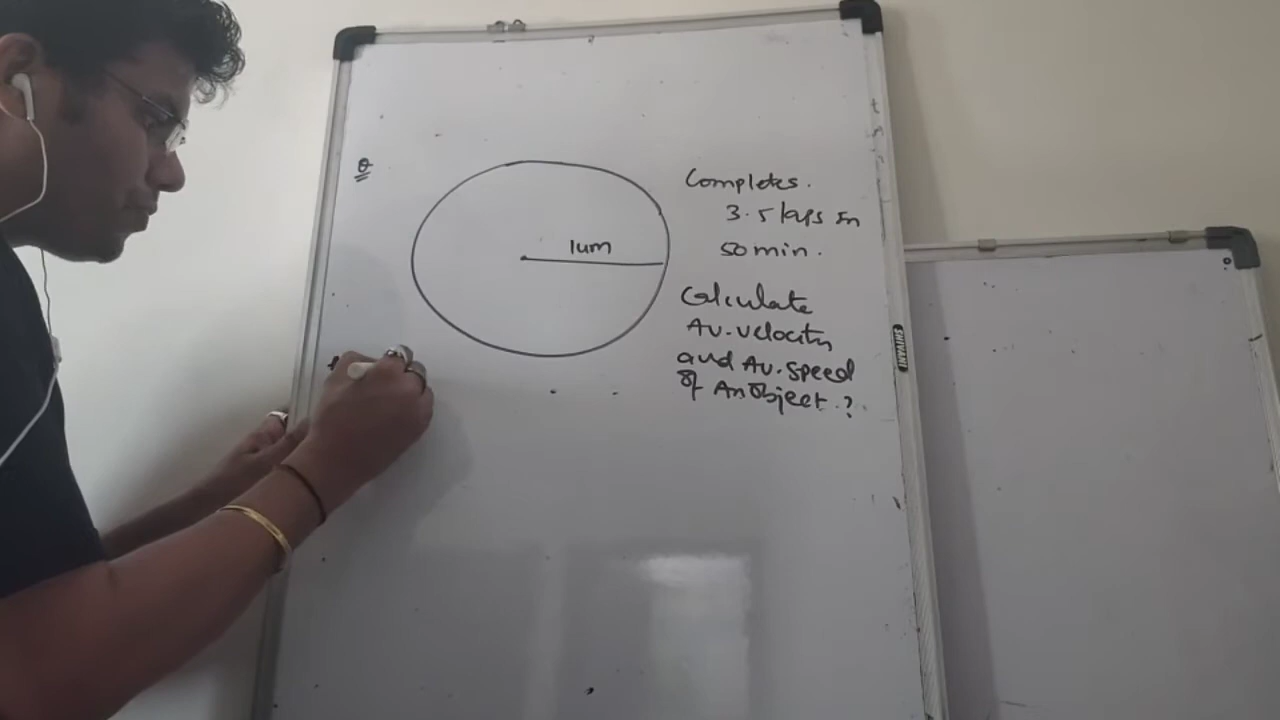 Q
1um
Completes.
3.5 laps in
50 min.
Calculate
Av. velocity
and Av. speed
of An Object.?
SHIVANI